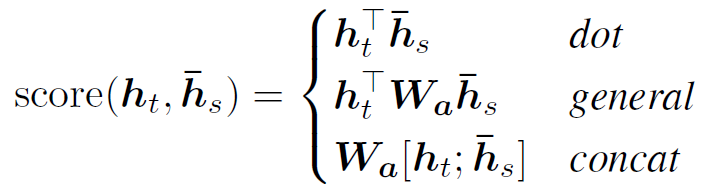 h_t^⊤ h̄_s dot
score(h_t, h̄_s) = { h_t^⊤ W_a h̄_s general
W_a[h_t; h̄_s] concat